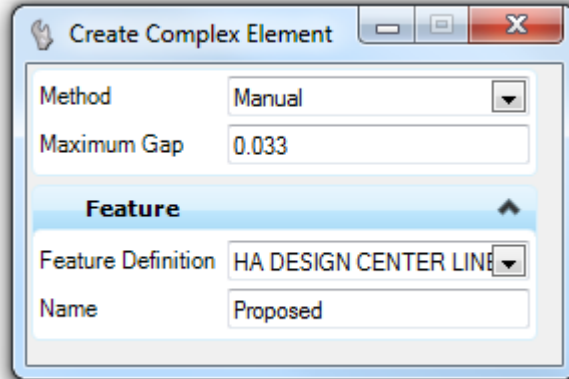 Create Complex Element
Method Manual
Maximum Gap 0.033
Feature
Feature Definition HA DESIGN CENTER LINE
Name Proposed